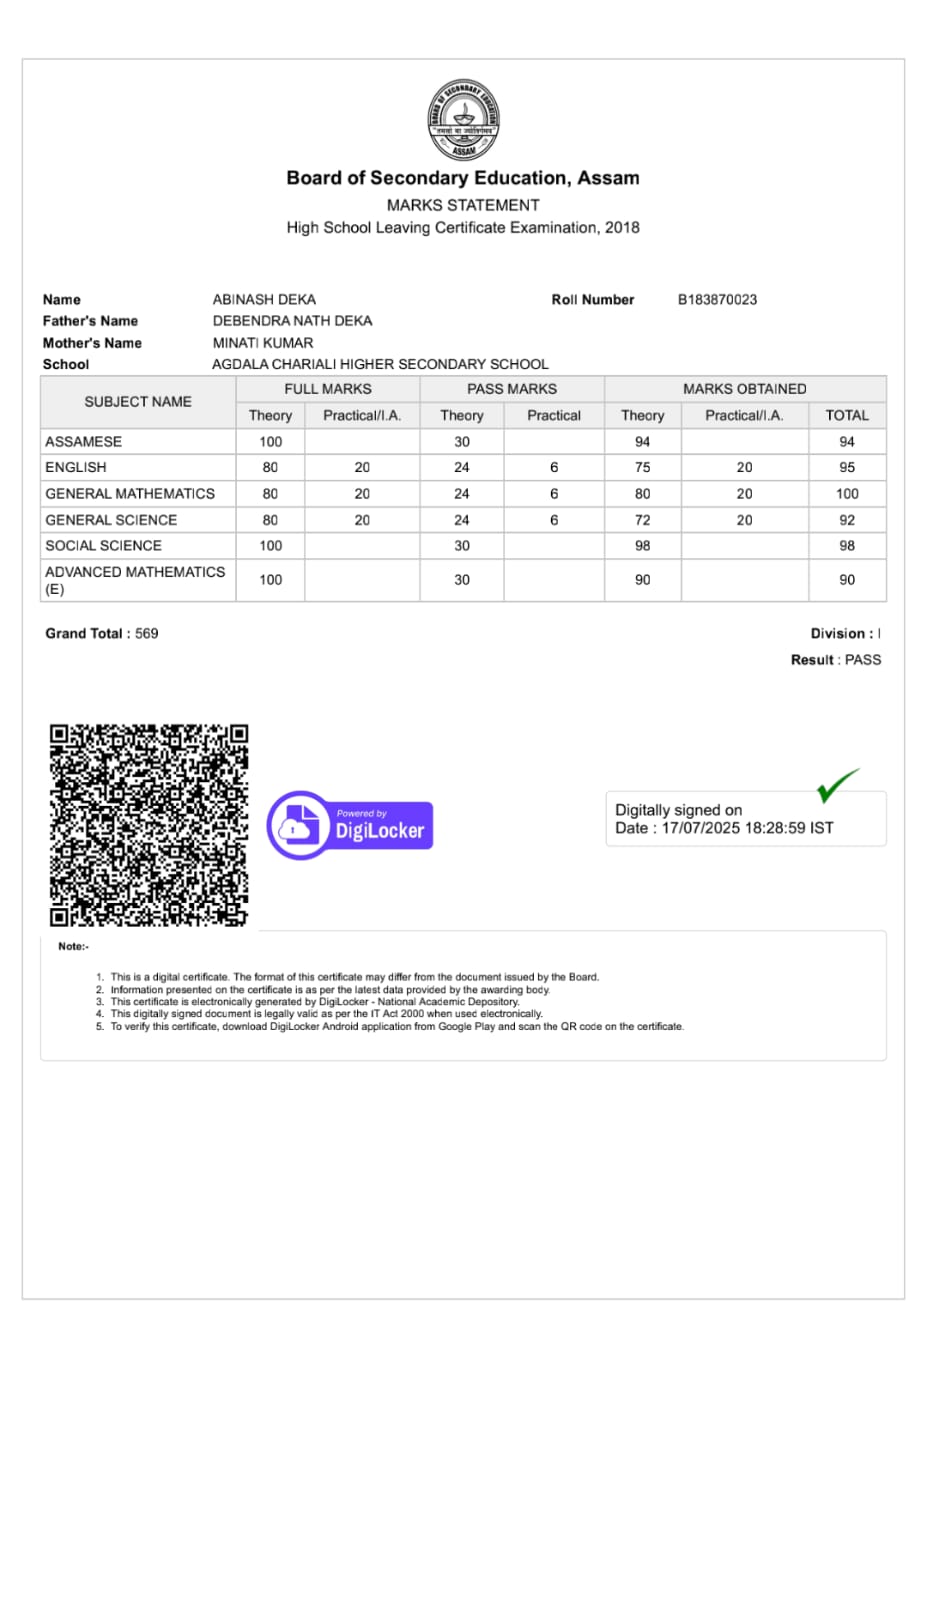 BOARD OF SECONDARY EDUCATION
"तमसो मा ज्योतिर्गमय"
ASSAM
Board of Secondary Education, Assam
MARKS STATEMENT
High School Leaving Certificate Examination, 2018
Name ABINASH DEKA Roll Number B183870023
Father's Name DEBENDRA NATH DEKA
Mother's Name MINATI KUMAR
School AGDALA CHARIALI HIGHER SECONDARY SCHOOL
SUBJECT NAME FULL MARKS PASS MARKS MARKS OBTAINED
Theory Practical/I.A. Theory Practical Theory Practical/I.A. TOTAL
ASSAMESE 100 30 94 94
ENGLISH 80 20 24 6 75 20 95
GENERAL MATHEMATICS 80 20 24 6 80 20 100
GENERAL SCIENCE 80 20 24 6 72 20 92
SOCIAL SCIENCE 100 30 98 98
ADVANCED MATHEMATICS
(E) 100 30 90 90
Grand Total : 569 Division : I
Result : PASS
Powered by
DigiLocker
Digitally signed on
Date : 17/07/2025 18:28:59 IST
Note:-
1. This is a digital certificate. The format of this certificate may differ from the document issued by the Board.
2. Information presented on the certificate is as per the latest data provided by the awarding body.
3. This certificate is electronically generated by DigiLocker - National Academic Depository.
4. This digitally signed document is legally valid as per the IT Act 2000 when used electronically.
5. To verify this certificate, download DigiLocker Android application from Google Play and scan the QR code on the certificate.